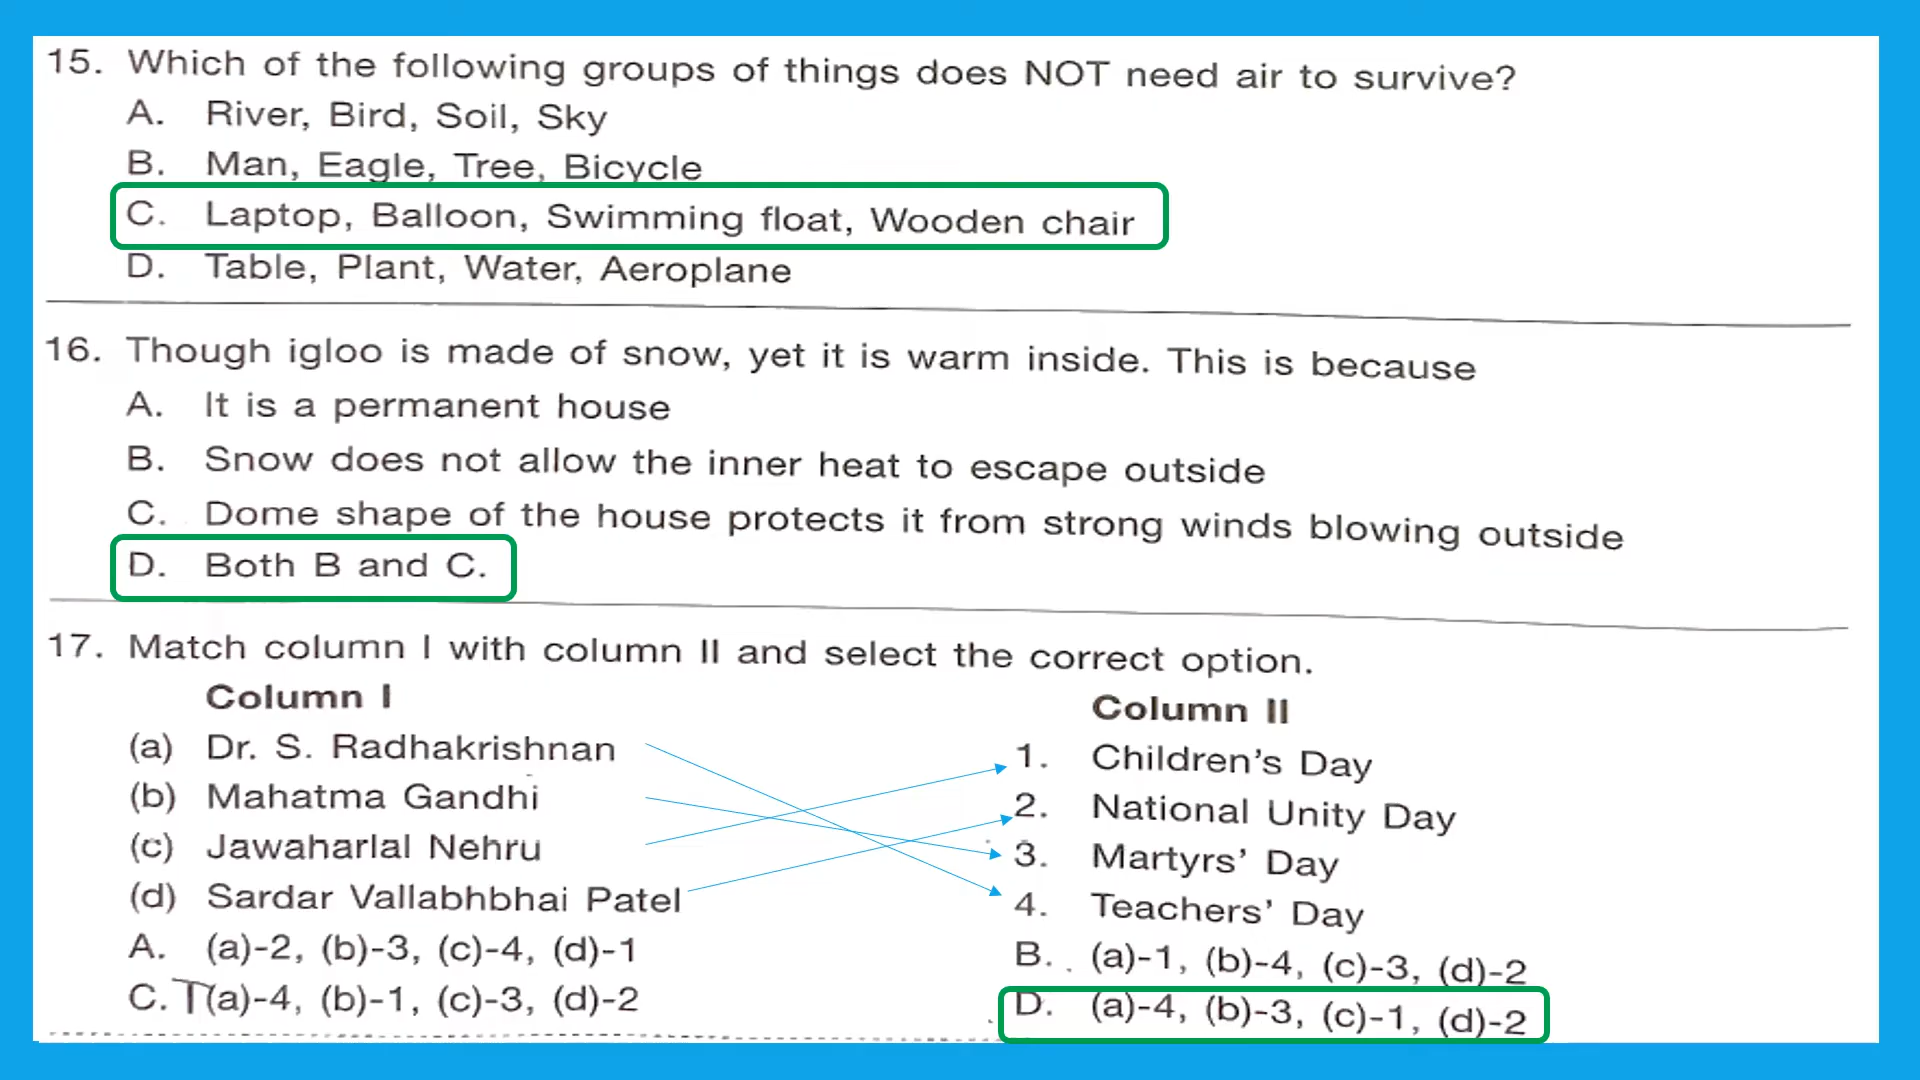 15. Which of the following groups of things does NOT need air to survive?
A. River, Bird, Soil, Sky
B. Man, Eagle, Tree, Bicycle
C. Laptop, Balloon, Swimming float, Wooden chair
D. Table, Plant, Water, Aeroplane
16. Though igloo is made of snow, yet it is warm inside. This is because
A. It is a permanent house
B. Snow does not allow the inner heat to escape outside
C. Dome shape of the house protects it from strong winds blowing outside
D. Both B and C.
17. Match column I with column II and select the correct option.
Column I Column II
(a) Dr. S. Radhakrishnan 1. Children's Day
(b) Mahatma Gandhi 2. National Unity Day
(c) Jawaharlal Nehru 3. Martyrs' Day
(d) Sardar Vallabhbhai Patel 4. Teachers' Day
A. (a)-2, (b)-3, (c)-4, (d)-1 B. (a)-1, (b)-4, (c)-3, (d)-2
C. (a)-4, (b)-1, (c)-3, (d)-2 D. (a)-4, (b)-3, (c)-1, (d)-2